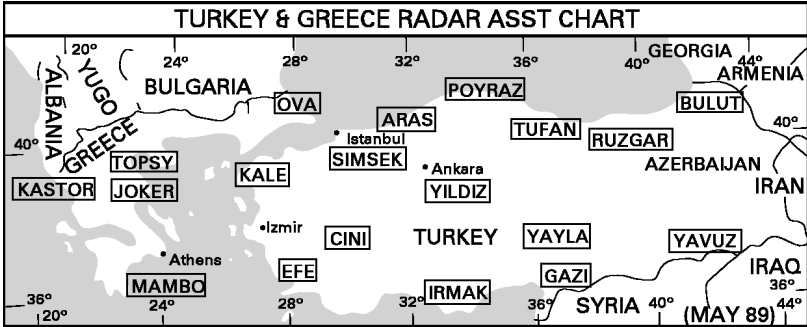 TURKEY & GREECE RADAR ASST CHART
20° 24° 28° 32° 36° 40° 44°
GEORGIA
ARMENIA
ALBANIA
YUGO
BULGARIA
OVA
POYRAZ
BULUT
GREECE
ARAS
TUFAN
RUZGAR
40°
40°
Istanbul
TOPSY
SIMSEK
AZERBAIJAN
KASTOR
JOKER
KALE
Ankara
YILDIZ
IRAN
Izmir
CINI
TURKEY
YAYLA
YAVUZ
Athens
EFE
GAZI
IRAQ
MAMBO
IRMAK
SYRIA
36°
36°
20° 24° 28° 32° 36° 40° 44°
(MAY 89)